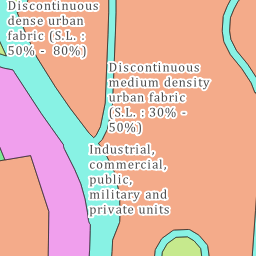 Discontinuous
dense urban
fabric (S.L. :
50% - 80%)
Discontinuous
medium density
urban fabric
(S.L. : 30% -
50%)
Industrial,
commercial,
public,
military and
private units